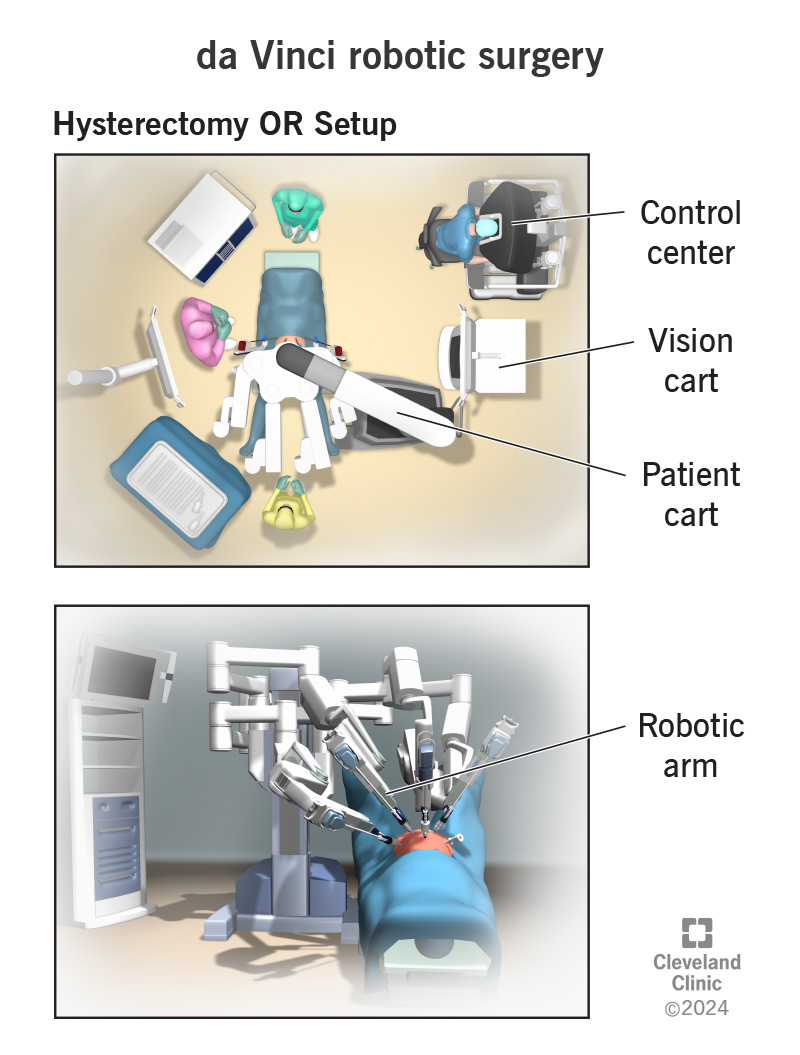 da Vinci robotic surgery
Hysterectomy OR Setup
Control
center
Vision
cart
Patient
cart
Robotic
arm
Cleveland
Clinic
©2024